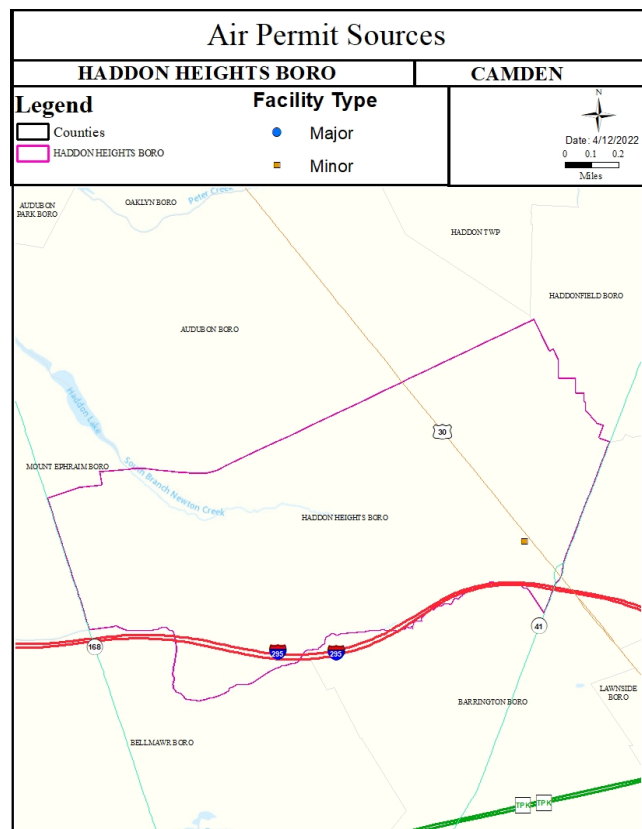 Air Permit Sources
HADDON HEIGHTS BORO
CAMDEN
Legend
Counties
HADDON HEIGHTS BORO
Facility Type
Major
Minor
N
Date: 4/12/2022
0 0.1 0.2
Miles
AUDUBON
PARK BORO
OAKLYN BORO
Peter Creek
HADDON TWP
HADDONFIELD BORO
AUDUBON BORO
Haddon Lake
30
MOUNT EPHRAIM BORO
South Branch Newton Creek
HADDON HEIGHTS BORO
41
168
295
295
LAWNSIDE
BORO
BARRINGTON BORO
BELLMAWR BORO
TPK
TPK